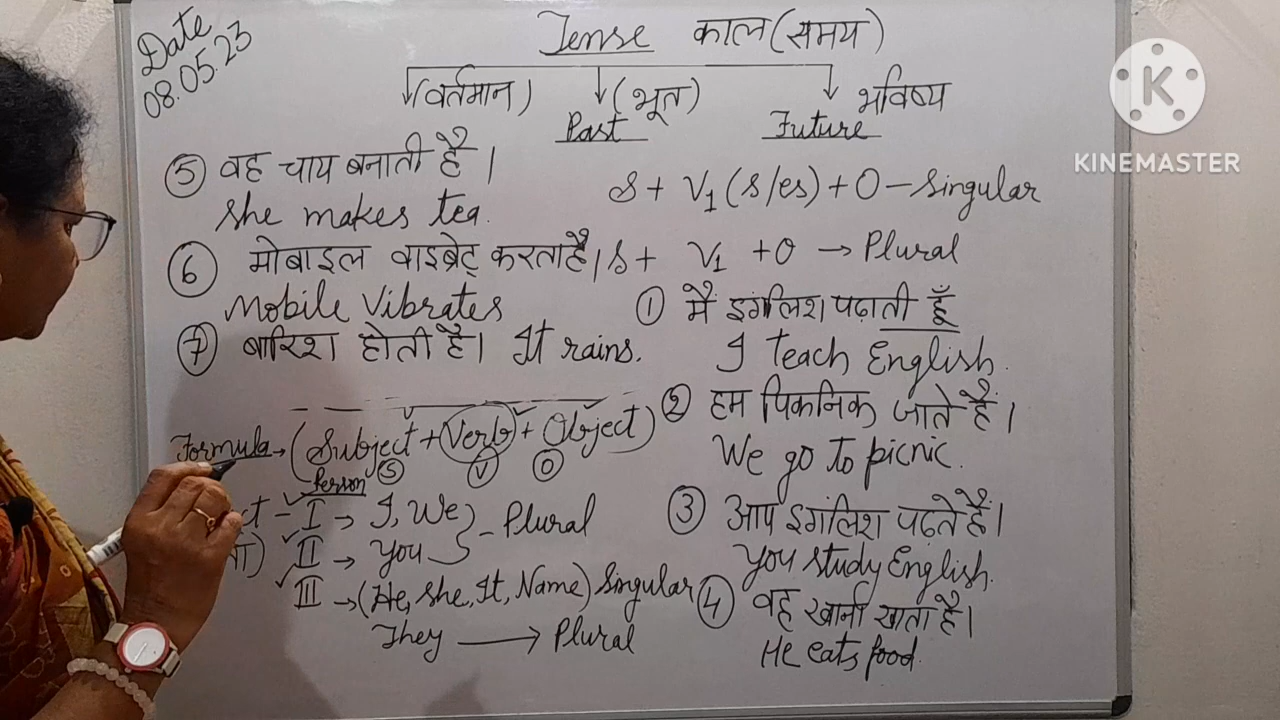 Date
08.05.23
Tense काल (समय)
(वर्तमान) (भूत) भविष्य
Past Future
⑤ वह चाय बनाती है।
She makes tea.
S + V1 (s/es) + O - Singular
⑥ मोबाइल वाइब्रेट् करता है।
S + V1 + O → Plural
Mobile Vibrates
① मैं इंगलिश पढ़ाती हूँ
⑦ बारिश होती है। It rains.
I teach English.
② हम पिकनिक जाते हैं।
We go to picnic.
Formula → (Subject + Verb + Object)
Person Ⓢ Ⓥ Ⓞ
I → I, We
II → You
- Plural
III → (He, She, It, Name) Singular
They → Plural
③ आप इंगलिश पढ़ते हैं।
You study English.
④ वह खाना खाता है।
He eats food.
K
KINEMASTER